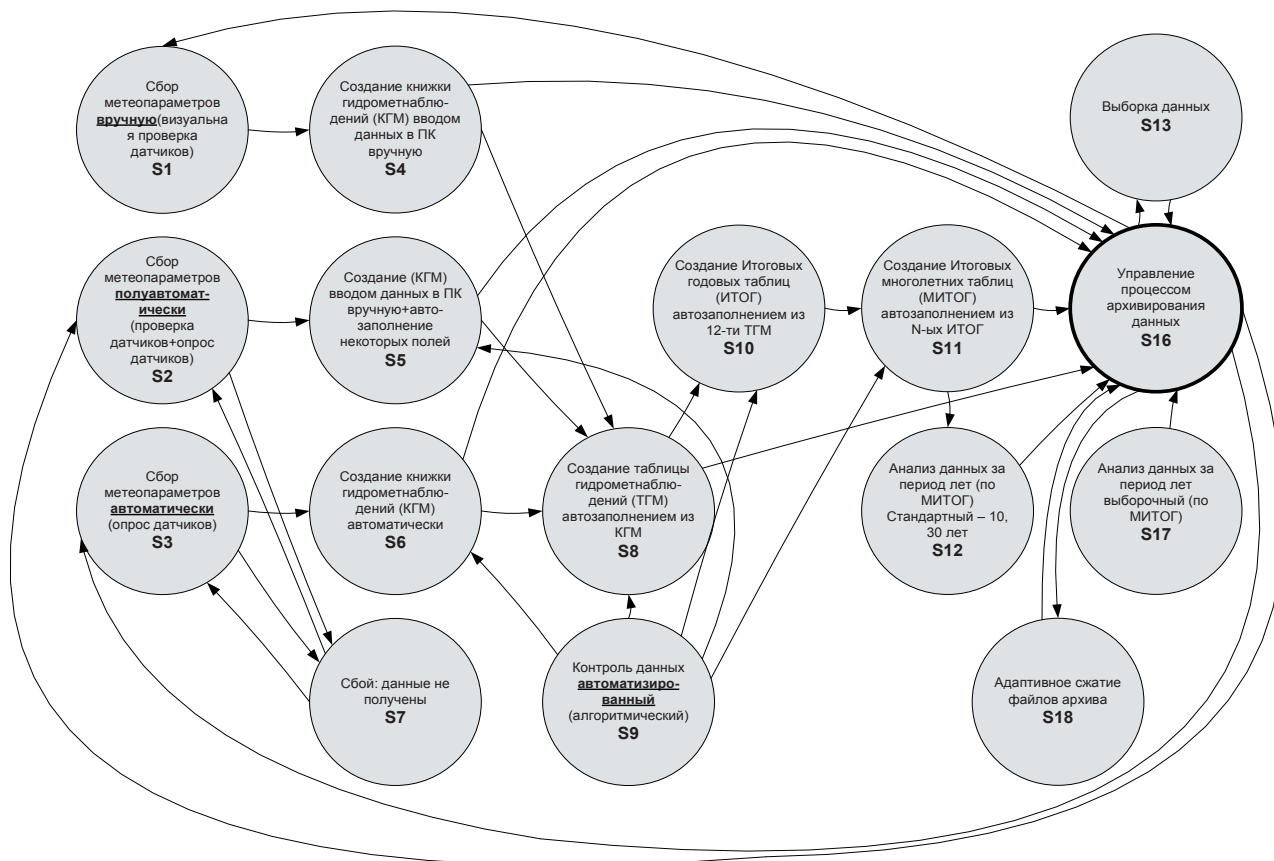 Сбор
метеопараметров
вручную(визуальна
я проверка
датчиков)
S1
Создание книжки
гидрометнаблю-
дений (КГМ) вводом
данных в ПК
вручную
S4
Выборка данных
S13
Сбор
метеопараметров
полуавтомат-
ически
(проверка
датчиков+опрос
датчиков)
S2
Создание (КГМ)
вводом данных в ПК
вручную+авто-
заполнение
некоторых полей
S5
Создание Итоговых
годовых таблиц
(ИТОГ)
автозаполнением из
12-ти ТГМ
S10
Создание Итоговых
многолетних таблиц
(МИТОГ)
автозаполнением из
N-ых ИТОГ
S11
Управление
процессом
архивирования
данных
S16
Сбор
метеопараметров
автоматически
(опрос датчиков)
S3
Создание книжки
гидрометнаблю-
дений (КГМ)
автоматически
S6
Создание таблицы
гидрометнаблю-
дений (ТГМ)
автозаполнением из
КГМ
S8
Анализ данных за
период лет (по
МИТОГ)
Стандартный – 10,
30 лет
S12
Анализ данных за
период лет
выборочный (по
МИТОГ)
S17
Сбой: данные не
получены
S7
Контроль данных
автоматизиро-
ванный
(алгоритмический)
S9
Адаптивное сжатие
файлов архива
S18